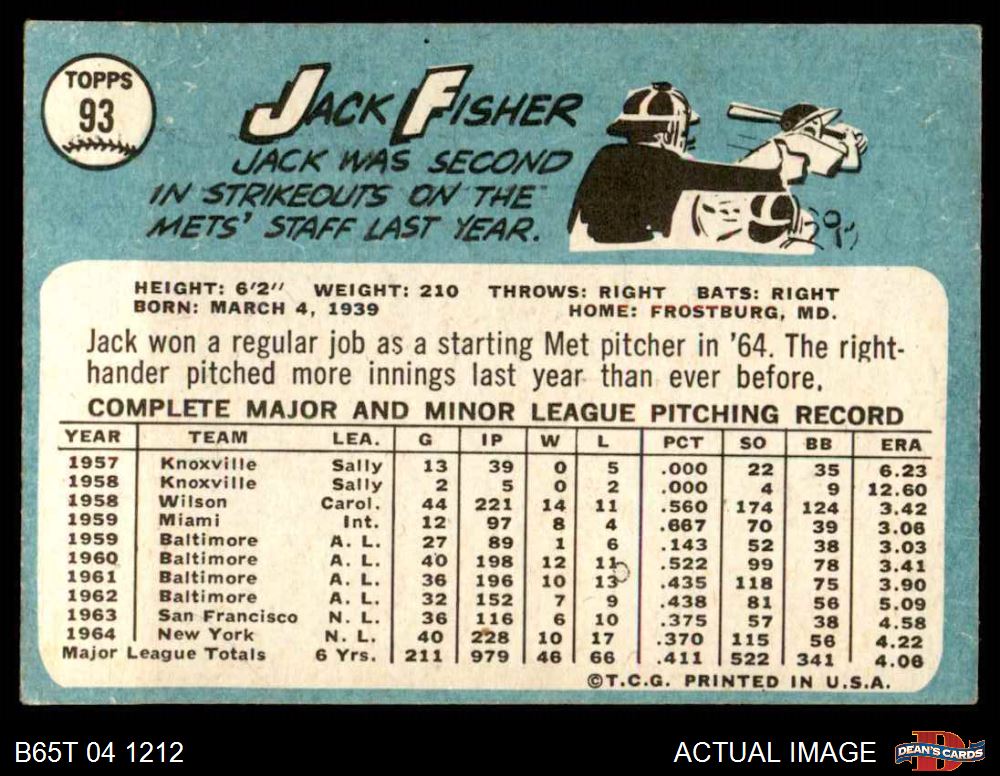 TOPPS
93
JACK FISHER
JACK WAS SECOND
IN STRIKEOUTS ON THE
METS' STAFF LAST YEAR.
HEIGHT: 6'2" WEIGHT: 210 THROWS: RIGHT BATS: RIGHT
BORN: MARCH 4, 1939 HOME: FROSTBURG, MD.
Jack won a regular job as a starting Met pitcher in '64. The right-
hander pitched more innings last year than ever before.
COMPLETE MAJOR AND MINOR LEAGUE PITCHING RECORD
YEAR TEAM LEA. G IP W L PCT SO BB ERA
1957 Knoxville Sally 13 39 0 5 .000 22 35 6.23
1958 Knoxville Sally 2 5 0 2 .000 4 9 12.60
1958 Wilson Carol. 44 221 14 11 .560 174 124 3.42
1959 Miami Int. 12 97 8 4 .667 70 39 3.06
1959 Baltimore A. L. 27 89 1 6 .143 52 38 3.03
1960 Baltimore A. L. 40 198 12 11 .522 99 78 3.41
1961 Baltimore A. L. 36 196 10 13 .435 118 75 3.90
1962 Baltimore A. L. 32 152 7 9 .438 81 56 5.09
1963 San Francisco N. L. 36 116 6 10 .375 57 38 4.58
1964 New York N. L. 40 228 10 17 .370 115 56 4.22
Major League Totals 6 Yrs. 211 979 46 66 .411 522 341 4.06
©T.C.G. PRINTED IN U.S.A.
B65T 04 1212 ACTUAL IMAGE DEAN'S CARDS